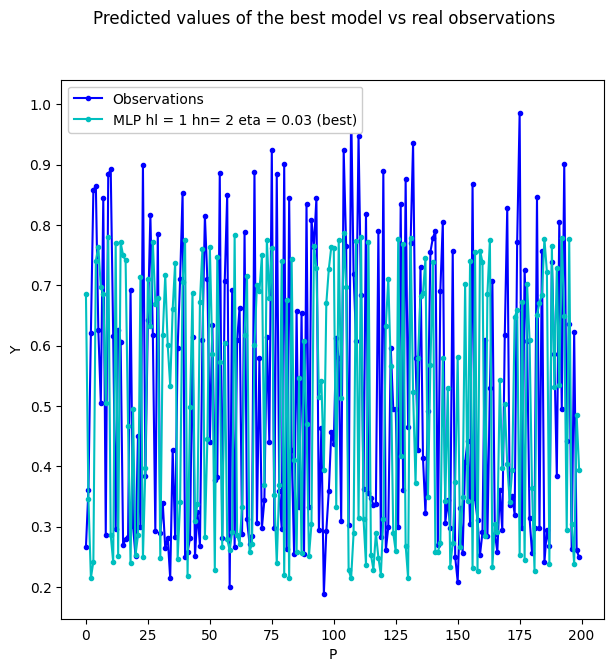 Predicted values of the best model vs real observations
Observations
MLP hl = 1 hn= 2 eta = 0.03 (best)
1.0
0.9
0.8
0.7
0.6
0.5
0.4
0.3
0.2
Y
0 25 50 75 100 125 150 175 200
P